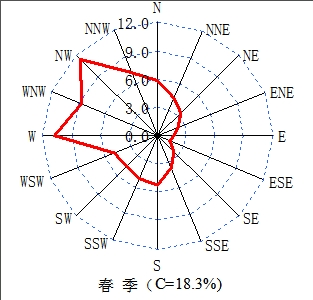 N
12.0
NNW
NNE
9.0
NW
NE
6.0
WNW
ENE
3.0
W
0.0
E
WSW
ESE
SW
SE
SSW
SSE
S
春 季（C=18.3%)